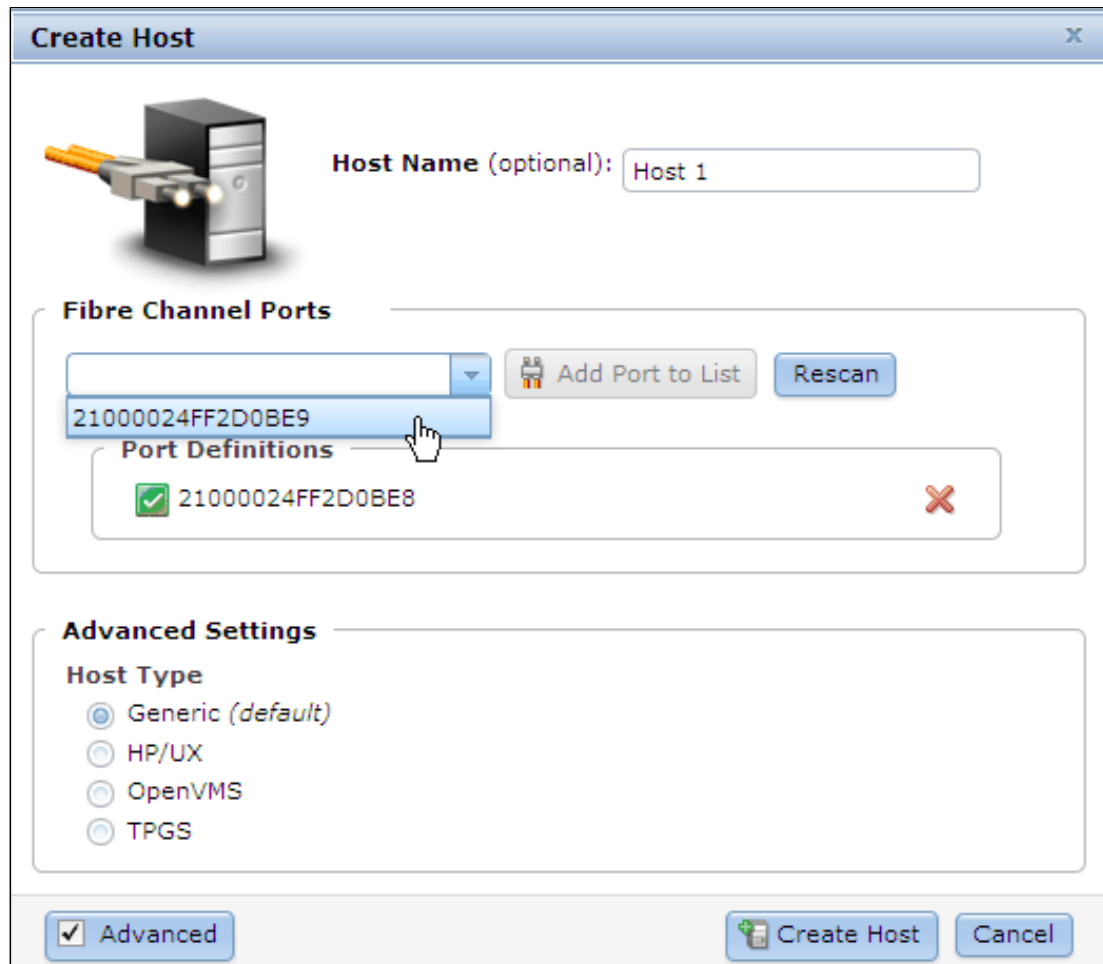 Create Host
x
Host Name (optional): Host 1
Fibre Channel Ports
Add Port to List Rescan
21000024FF2D0BE9
Port Definitions
21000024FF2D0BE8
Advanced Settings
Host Type
Generic (default)
HP/UX
OpenVMS
TPGS
Advanced Create Host Cancel